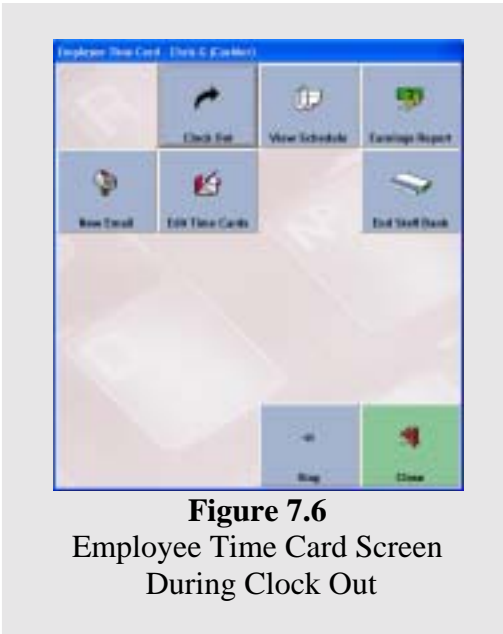 Employee Time Card - Chris G (Cashier)
Clock Out
View Schedule
Earnings Report
New Email
Edit Time Cards
End Staff Bank
Close
Figure 7.6
Employee Time Card Screen
During Clock Out